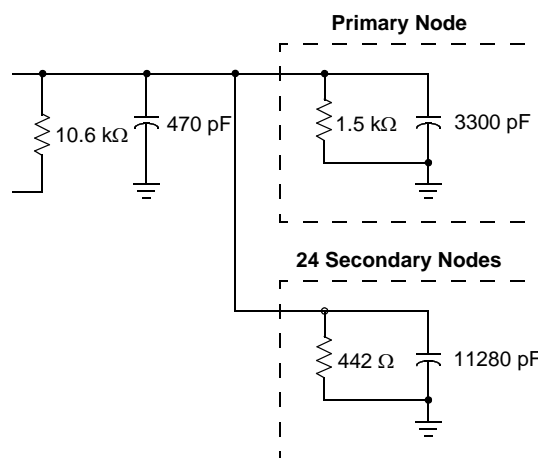 Primary Node
10.6 kΩ
470 pF
1.5 kΩ
3300 pF
24 Secondary Nodes
442 Ω
11280 pF